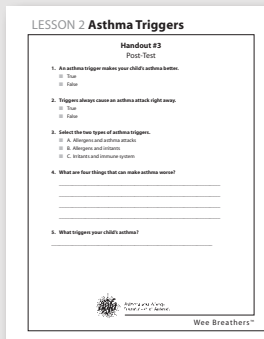 LESSON 2 Asthma Triggers
Handout #3
Post-Test
1. An asthma trigger makes your child's asthma better.
True
False
2. Triggers always cause an asthma attack right away.
True
False
3. Select the two types of asthma triggers.
A. Allergens and asthma attacks
B. Allergens and irritants
C. Irritants and immune system
4. What are four things that can make asthma worse?
5. What triggers your child's asthma?
Wee Breathers™